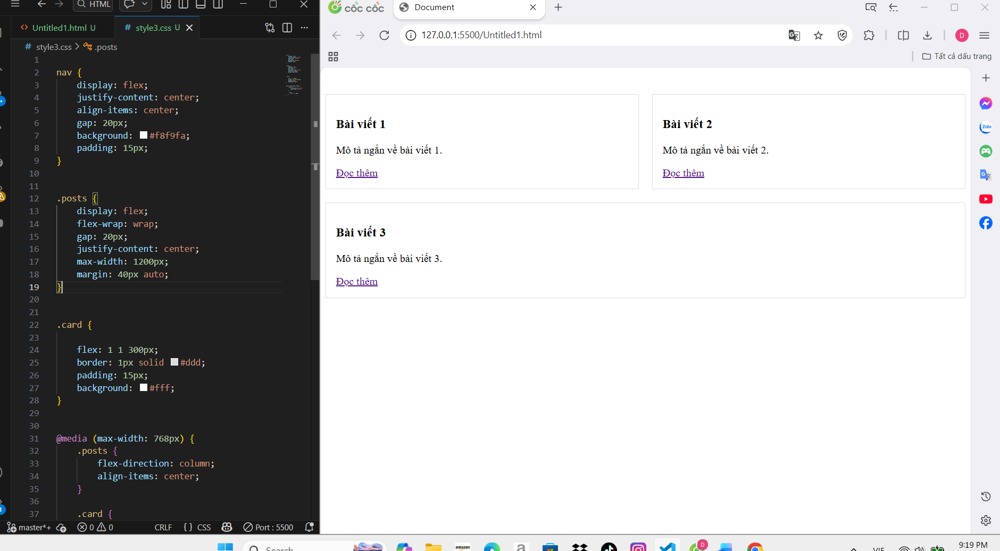 HTML
Untitled1.html U
# style3.css U
# style3.css > .posts
1
2 nav {
3 display: flex;
4 justify-content: center;
5 align-items: center;
6 gap: 20px;
7 background: #f8f9fa;
8 padding: 15px;
9 }
10
11
12 .posts {
13 display: flex;
14 flex-wrap: wrap;
15 gap: 20px;
16 justify-content: center;
17 max-width: 1200px;
18 margin: 40px auto;
19 }
20
21
22 .card {
23
24 flex: 1 1 300px;
25 border: 1px solid #ddd;
26 padding: 15px;
27 background: #fff;
28 }
29
30
31 @media (max-width: 768px) {
32 .posts {
33 flex-direction: column;
34 align-items: center;
35 }
36
37 .card {
master*+ 0 0 CRLF {} CSS Port : 5500
cốc cốc
Document
127.0.0.1:5500/Untitled1.html
D
Tất cả dấu trang
Bài viết 1
Mô tả ngắn về bài viết 1.
Đọc thêm
Bài viết 2
Mô tả ngắn về bài viết 2.
Đọc thêm
Bài viết 3
Mô tả ngắn về bài viết 3.
Đọc thêm
Zalo
Search
amazon
a
D
VIE
9:19 PM